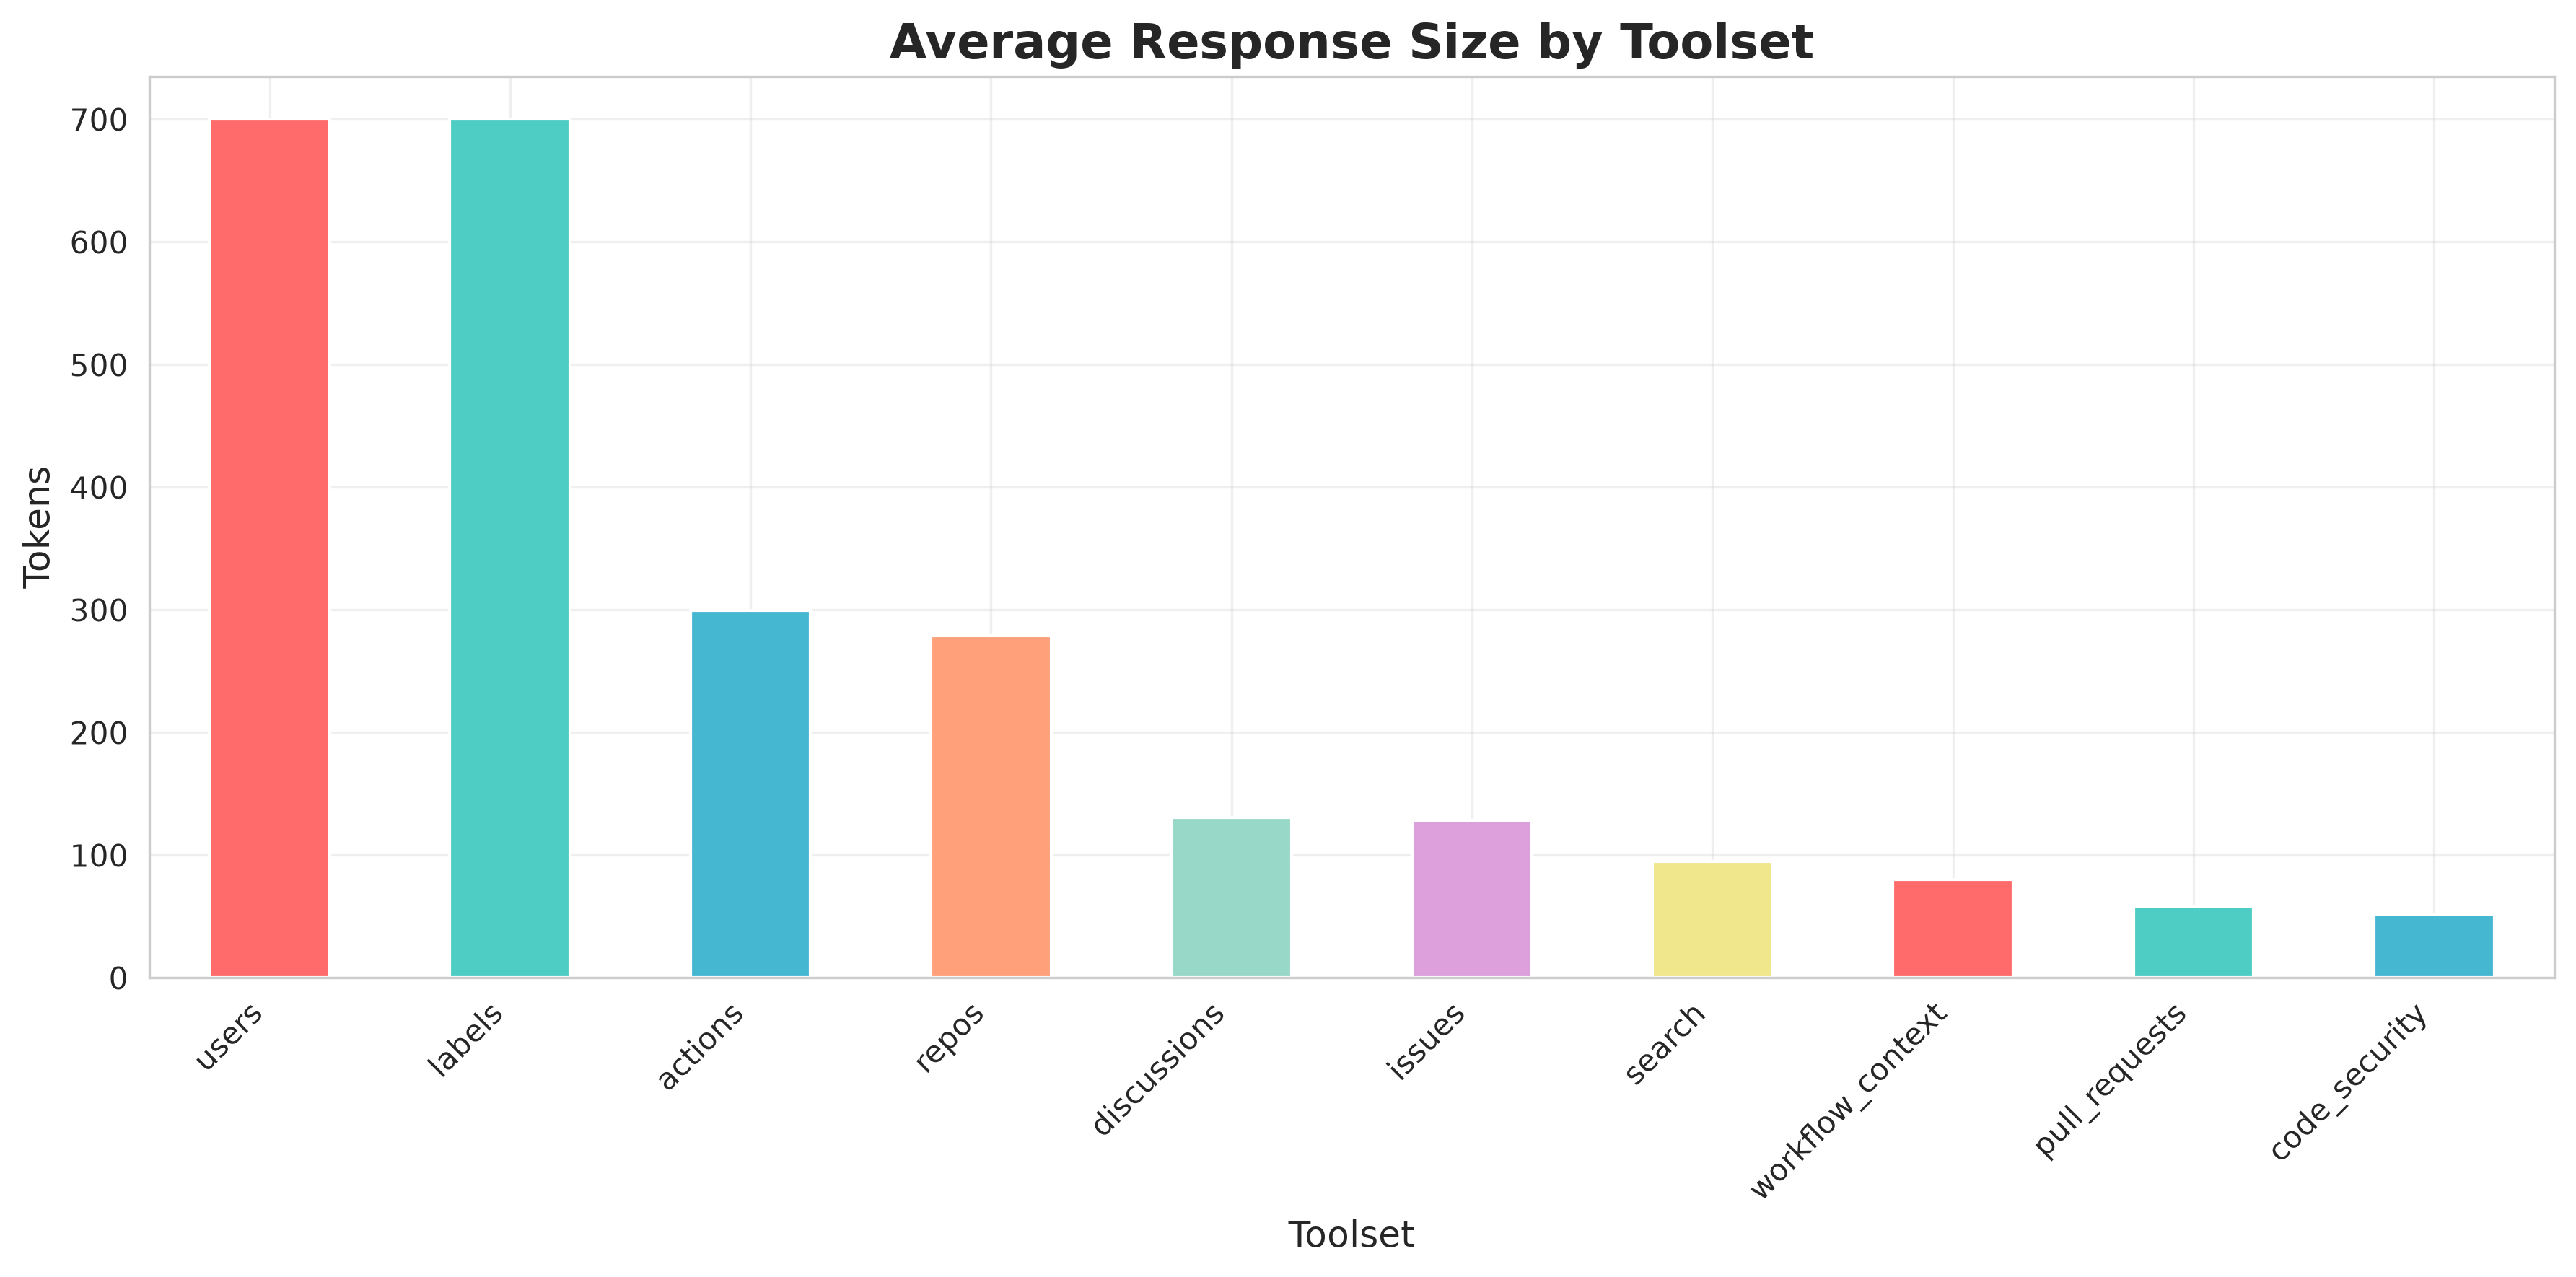 Average Response Size by Toolset
700
600
500
400
300
200
100
0
Tokens
users
labels
actions
repos
discussions
issues
search
workflow_context
pull_requests
code_security
Toolset